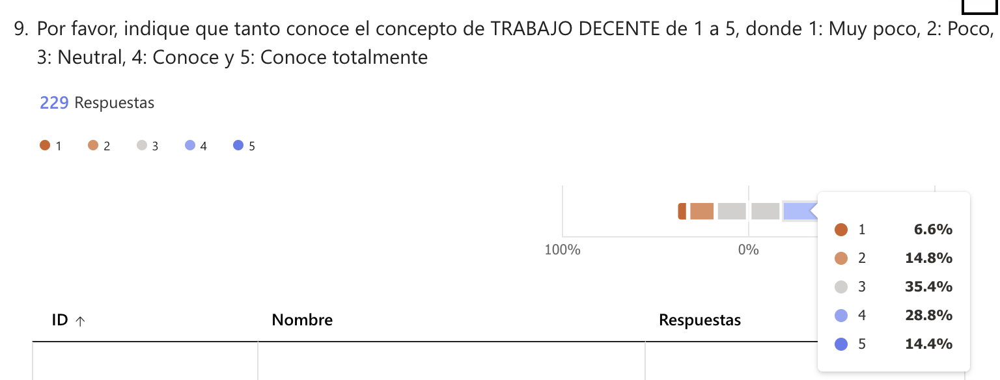 9. Por favor, indique que tanto conoce el concepto de TRABAJO DECENTE de 1 a 5, donde 1: Muy poco, 2: Poco,
3: Neutral, 4: Conoce y 5: Conoce totalmente
229 Respuestas
1 2 3 4 5
100% 0%
1 6.6%
2 14.8%
3 35.4%
4 28.8%
5 14.4%
ID ↑ Nombre Respuestas